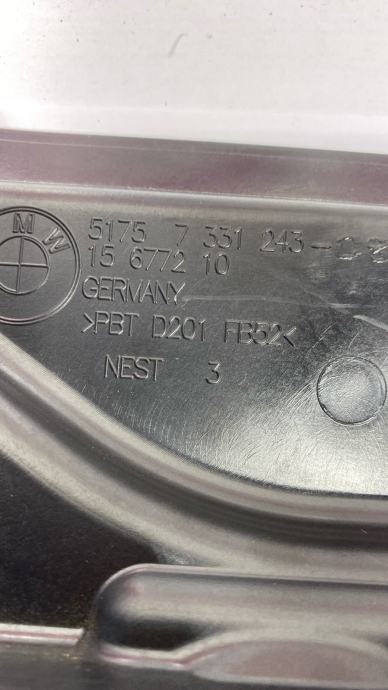 BMW
5175 7 331 243-
15 6772 10
GERMANY
>PBT D201 FB52<
NEST 3